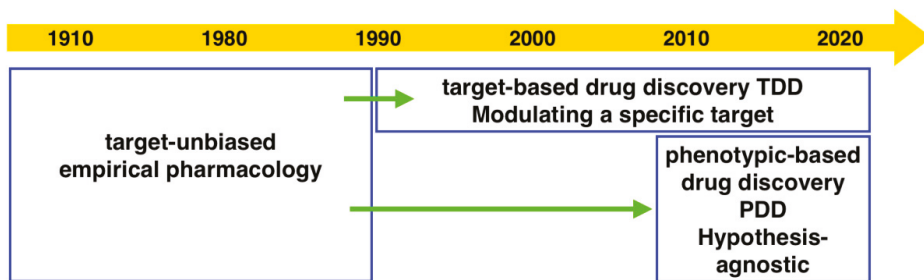 1910 1980 1990 2000 2010 2020
target-based drug discovery TDD
Modulating a specific target
target-unbiased
empirical pharmacology
phenotypic-based
drug discovery
PDD
Hypothesis-
agnostic